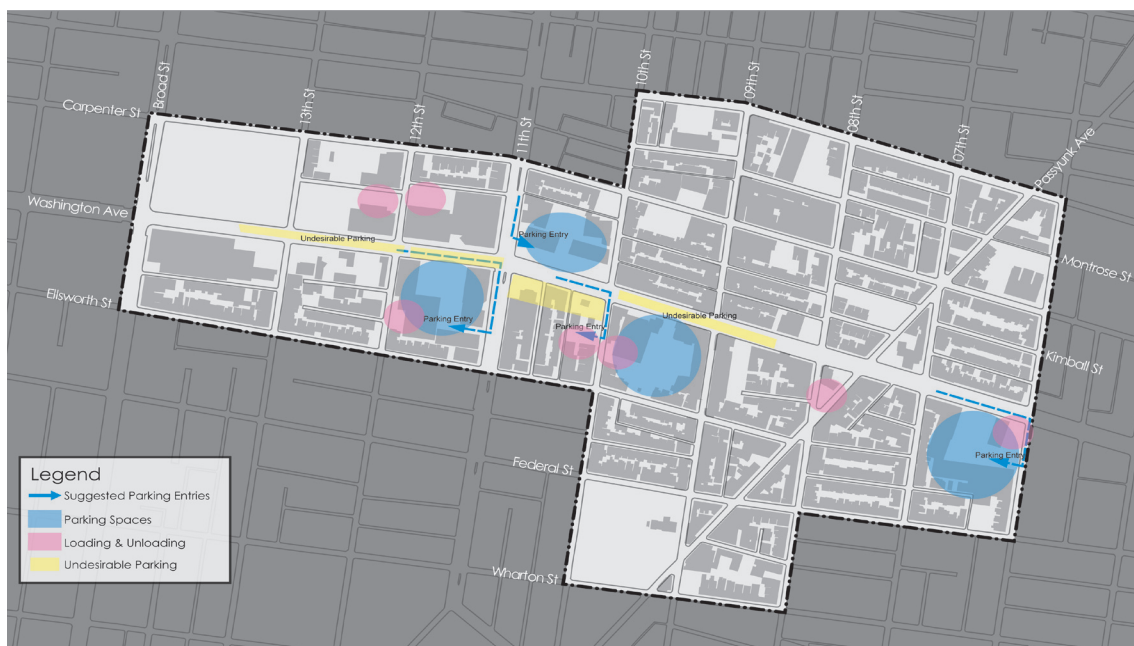 Carpenter St
Broad St
13th St
12th St
11th St
10th St
09th St
08th St
07th St
Passyunk Ave
Washington Ave
Undesirable Parking
Parking Entry
Montrose St
Ellsworth St
Parking Entry
Parking Entry
Undesirable Parking
Kimball St
Parking Entry
Federal St
Wharton St
Legend
Suggested Parking Entries
Parking Spaces
Loading & Unloading
Undesirable Parking